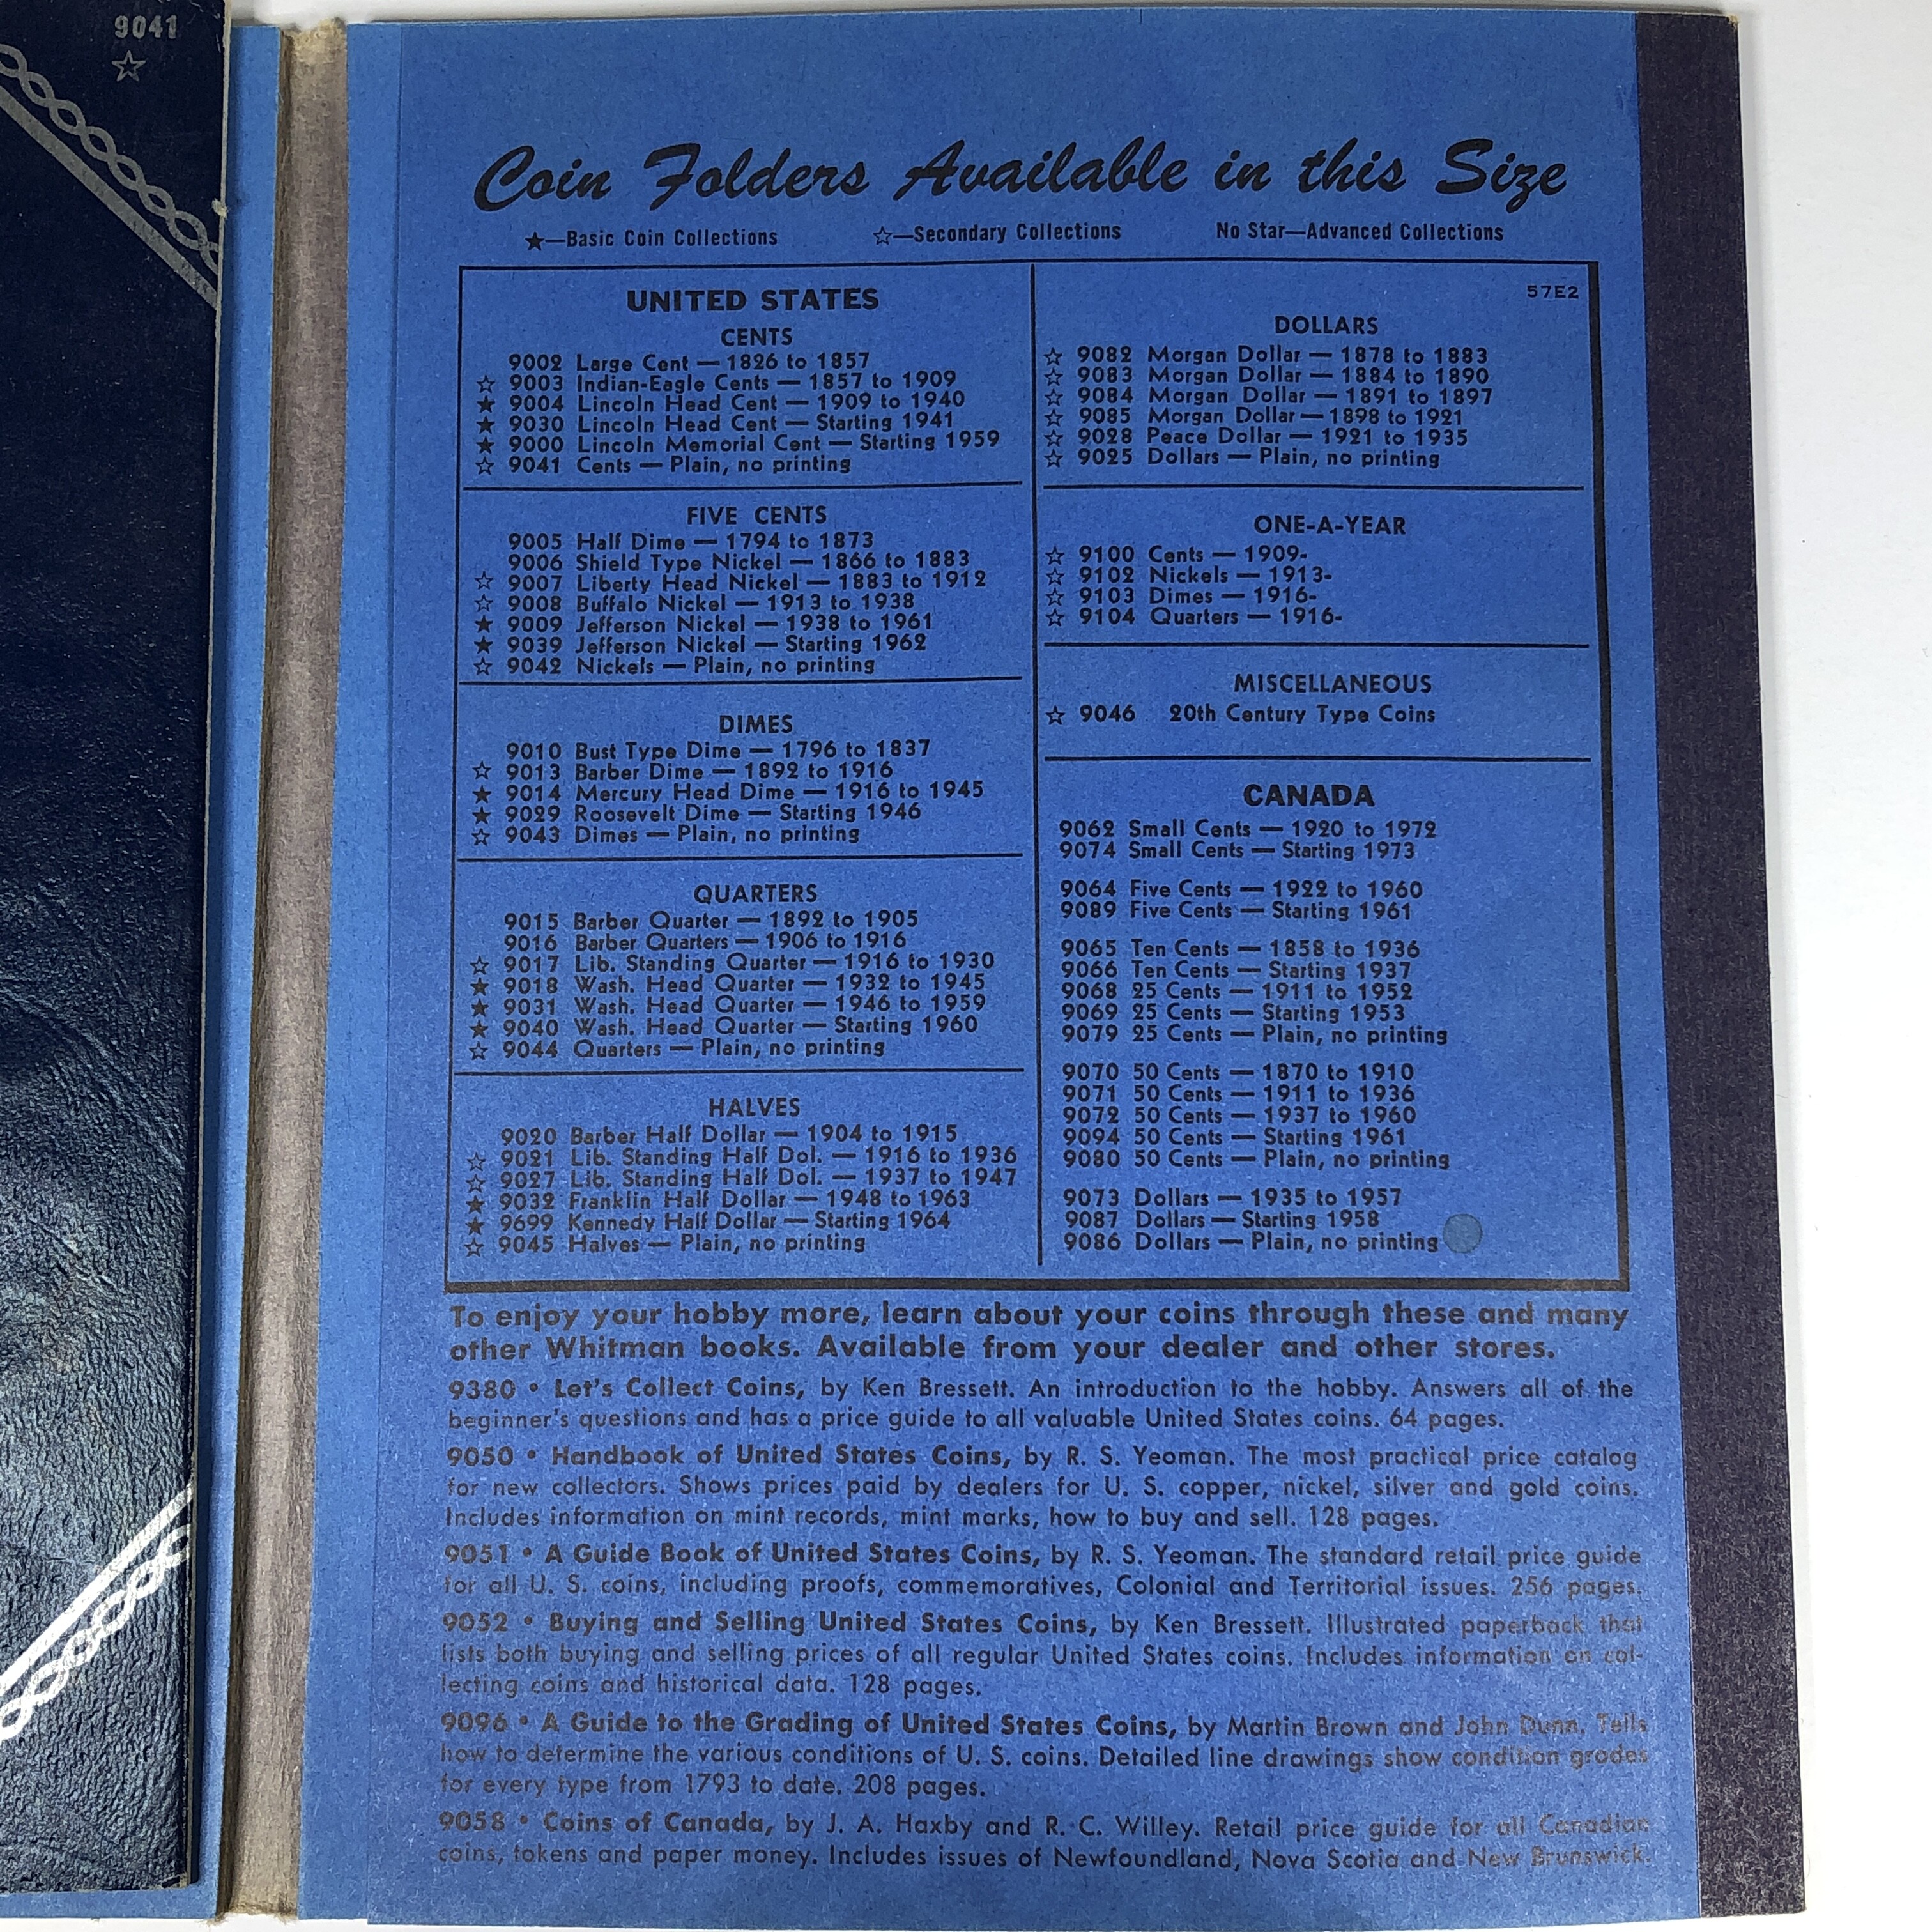 9041
☆
Coin Folders Available in this Size
★—Basic Coin Collections ☆—Secondary Collections No Star—Advanced Collections
UNITED STATES
CENTS
9002 Large Cent — 1826 to 1857
☆ 9003 Indian-Eagle Cents — 1857 to 1909
★ 9004 Lincoln Head Cent — 1909 to 1940
★ 9030 Lincoln Head Cent — Starting 1941
★ 9000 Lincoln Memorial Cent — Starting 1959
☆ 9041 Cents — Plain, no printing
FIVE CENTS
9005 Half Dime — 1794 to 1873
9006 Shield Type Nickel — 1866 to 1883
☆ 9007 Liberty Head Nickel — 1883 to 1912
☆ 9008 Buffalo Nickel — 1913 to 1938
★ 9009 Jefferson Nickel — 1938 to 1961
★ 9039 Jefferson Nickel — Starting 1962
☆ 9042 Nickels — Plain, no printing
DIMES
9010 Bust Type Dime — 1796 to 1837
☆ 9013 Barber Dime — 1892 to 1916
★ 9014 Mercury Head Dime — 1916 to 1945
★ 9029 Roosevelt Dime — Starting 1946
☆ 9043 Dimes — Plain, no printing
QUARTERS
9015 Barber Quarter — 1892 to 1905
9016 Barber Quarters — 1906 to 1916
☆ 9017 Lib. Standing Quarter — 1916 to 1930
★ 9018 Wash. Head Quarter — 1932 to 1945
★ 9031 Wash. Head Quarter — 1946 to 1959
★ 9040 Wash. Head Quarter — Starting 1960
☆ 9044 Quarters — Plain, no printing
HALVES
9020 Barber Half Dollar — 1904 to 1915
☆ 9021 Lib. Standing Half Dol. — 1916 to 1936
☆ 9027 Lib. Standing Half Dol. — 1937 to 1947
★ 9032 Franklin Half Dollar — 1948 to 1963
★ 9699 Kennedy Half Dollar — Starting 1964
☆ 9045 Halves — Plain, no printing
57E2
DOLLARS
☆ 9082 Morgan Dollar — 1878 to 1883
☆ 9083 Morgan Dollar — 1884 to 1890
☆ 9084 Morgan Dollar — 1891 to 1897
☆ 9085 Morgan Dollar — 1898 to 1921
☆ 9028 Peace Dollar — 1921 to 1935
☆ 9025 Dollars — Plain, no printing
ONE-A-YEAR
☆ 9100 Cents — 1909-
☆ 9102 Nickels — 1913-
☆ 9103 Dimes — 1916-
☆ 9104 Quarters — 1916-
MISCELLANEOUS
☆ 9046 20th Century Type Coins
CANADA
9062 Small Cents — 1920 to 1972
9074 Small Cents — Starting 1973
9064 Five Cents — 1922 to 1960
9089 Five Cents — Starting 1961
9065 Ten Cents — 1858 to 1936
9066 Ten Cents — Starting 1937
9068 25 Cents — 1911 to 1952
9069 25 Cents — Starting 1953
9079 25 Cents — Plain, no printing
9070 50 Cents — 1870 to 1910
9071 50 Cents — 1911 to 1936
9072 50 Cents — 1937 to 1960
9094 50 Cents — Starting 1961
9080 50 Cents — Plain, no printing
9073 Dollars — 1935 to 1957
9087 Dollars — Starting 1958
9086 Dollars — Plain, no printing
To enjoy your hobby more, learn about your coins through these and many
other Whitman books. Available from your dealer and other stores.
9380 • Let's Collect Coins, by Ken Bressett. An introduction to the hobby. Answers all of the
beginner's questions and has a price guide to all valuable United States coins. 64 pages.
9050 • Handbook of United States Coins, by R. S. Yeoman. The most practical price catalog
for new collectors. Shows prices paid by dealers for U. S. copper, nickel, silver and gold coins.
Includes information on mint records, mint marks, how to buy and sell. 128 pages.
9051 • A Guide Book of United States Coins, by R. S. Yeoman. The standard retail price guide
for all U. S. coins, including proofs, commemoratives, Colonial and Territorial issues. 256 pages.
9052 • Buying and Selling United States Coins, by Ken Bressett. Illustrated paperback that
lists both buying and selling prices of all regular United States coins. Includes information on col-
lecting coins and historical data. 128 pages.
9096 • A Guide to the Grading of United States Coins, by Martin Brown and John Dunn. Tells
how to determine the various conditions of U. S. coins. Detailed line drawings show condition grades
for every type from 1793 to date. 208 pages.
9058 • Coins of Canada, by J. A. Haxby and R. C. Willey. Retail price guide for all Canadian
coins, tokens and paper money. Includes issues of Newfoundland, Nova Scotia and New Brunswick.